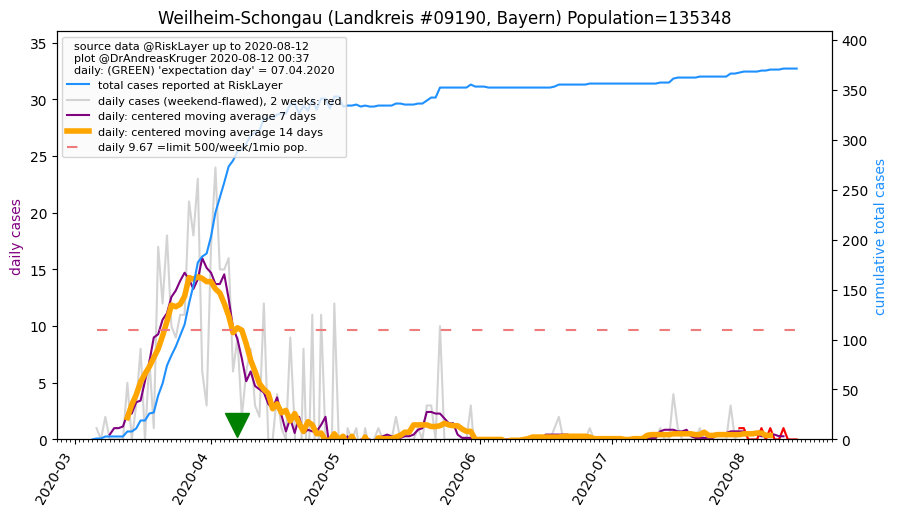 Weilheim-Schongau (Landkreis #09190, Bayern) Population=135348
source data @RiskLayer up to 2020-08-12
plot @DrAndreasKruger 2020-08-12 00:37
daily: (GREEN) 'expectation day' = 07.04.2020
total cases reported at RiskLayer
daily cases (weekend-flawed), 2 weeks: red
daily: centered moving average 7 days
daily: centered moving average 14 days
daily 9.67 =limit 500/week/1mio pop.
daily cases
35
30
25
20
15
10
5
0
cumulative total cases
400
350
300
250
200
150
100
50
0
2020-03
2020-04
2020-05
2020-06
2020-07
2020-08